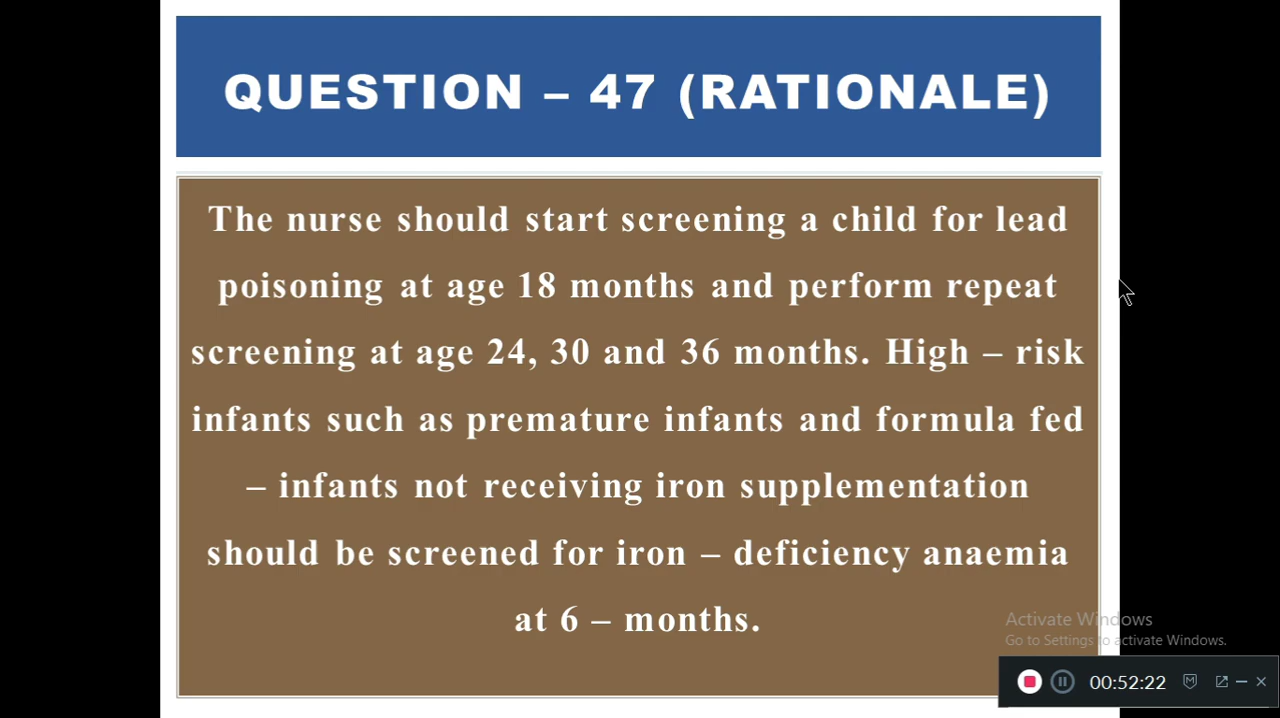 QUESTION – 47 (RATIONALE)
The nurse should start screening a child for lead
poisoning at age 18 months and perform repeat
screening at age 24, 30 and 36 months. High – risk
infants such as premature infants and formula fed
– infants not receiving iron supplementation
should be screened for iron – deficiency anaemia
at 6 – months.
Activate Windows
Go to Settings to activate Windows.
00:52:22